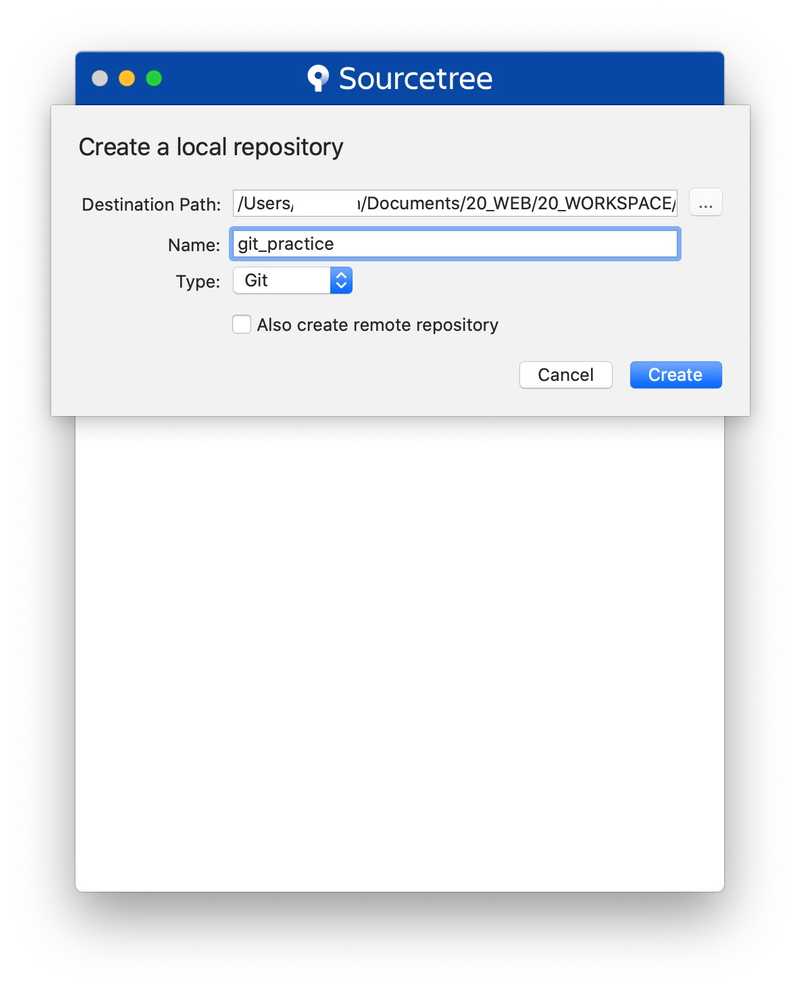 Sourcetree
Create a local repository
Destination Path: /Users/ /Documents/20_WEB/20_WORKSPACE/ ...
Name: git_practice
Type: Git
Also create remote repository
Cancel Create